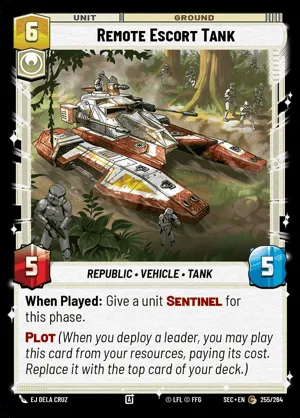 UNIT
GROUND
6
REMOTE ESCORT TANK
5
5
REPUBLIC • VEHICLE • TANK
When Played: Give a unit SENTINEL for
this phase.
PLOT (When you deploy a leader, you may play
this card from your resources, paying its cost.
Replace it with the top card of your deck.)
EJ DELA CRUZ
© LFL © FFG
SEC • EN C 255/264